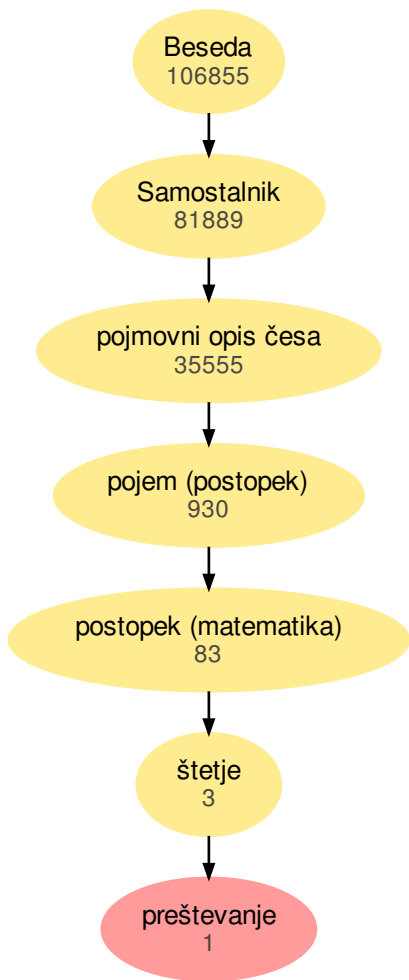 Beseda
106855
Samostalnik
81889
pojmovni opis česa
35555
pojem (postopek)
930
postopek (matematika)
83
štetje
3
preštevanje
1